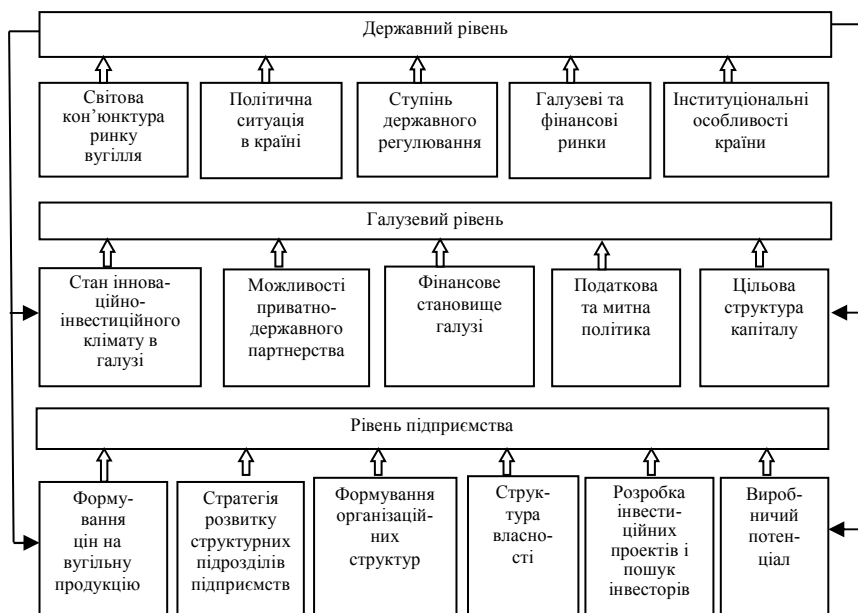 Державний рівень
Світова
кон’юнктура
ринку
вугілля
Політична
ситуація
в країні
Ступінь
державного
регулювання
Галузеві та
фінансові
ринки
Інституціональні
особливості
країни
Галузевий рівень
Стан іннова-
ційно-
інвестиційного
клімату в
галузі
Можливості
приватно-
державного
партнерства
Фінансове
становище
галузі
Податкова
та митна
політика
Цільова
структура
капіталу
Рівень підприємства
Форму-
вання
цін на
вугільну
продукцію
Стратегія
розвитку
структурних
підрозділів
підприємств
Формування
організацій-
них
структур
Струк-
тура
власно-
сті
Розробка
інвести-
ційних
проектів і
пошук
інвесторів
Вироб-
ничий
потен-
ціал